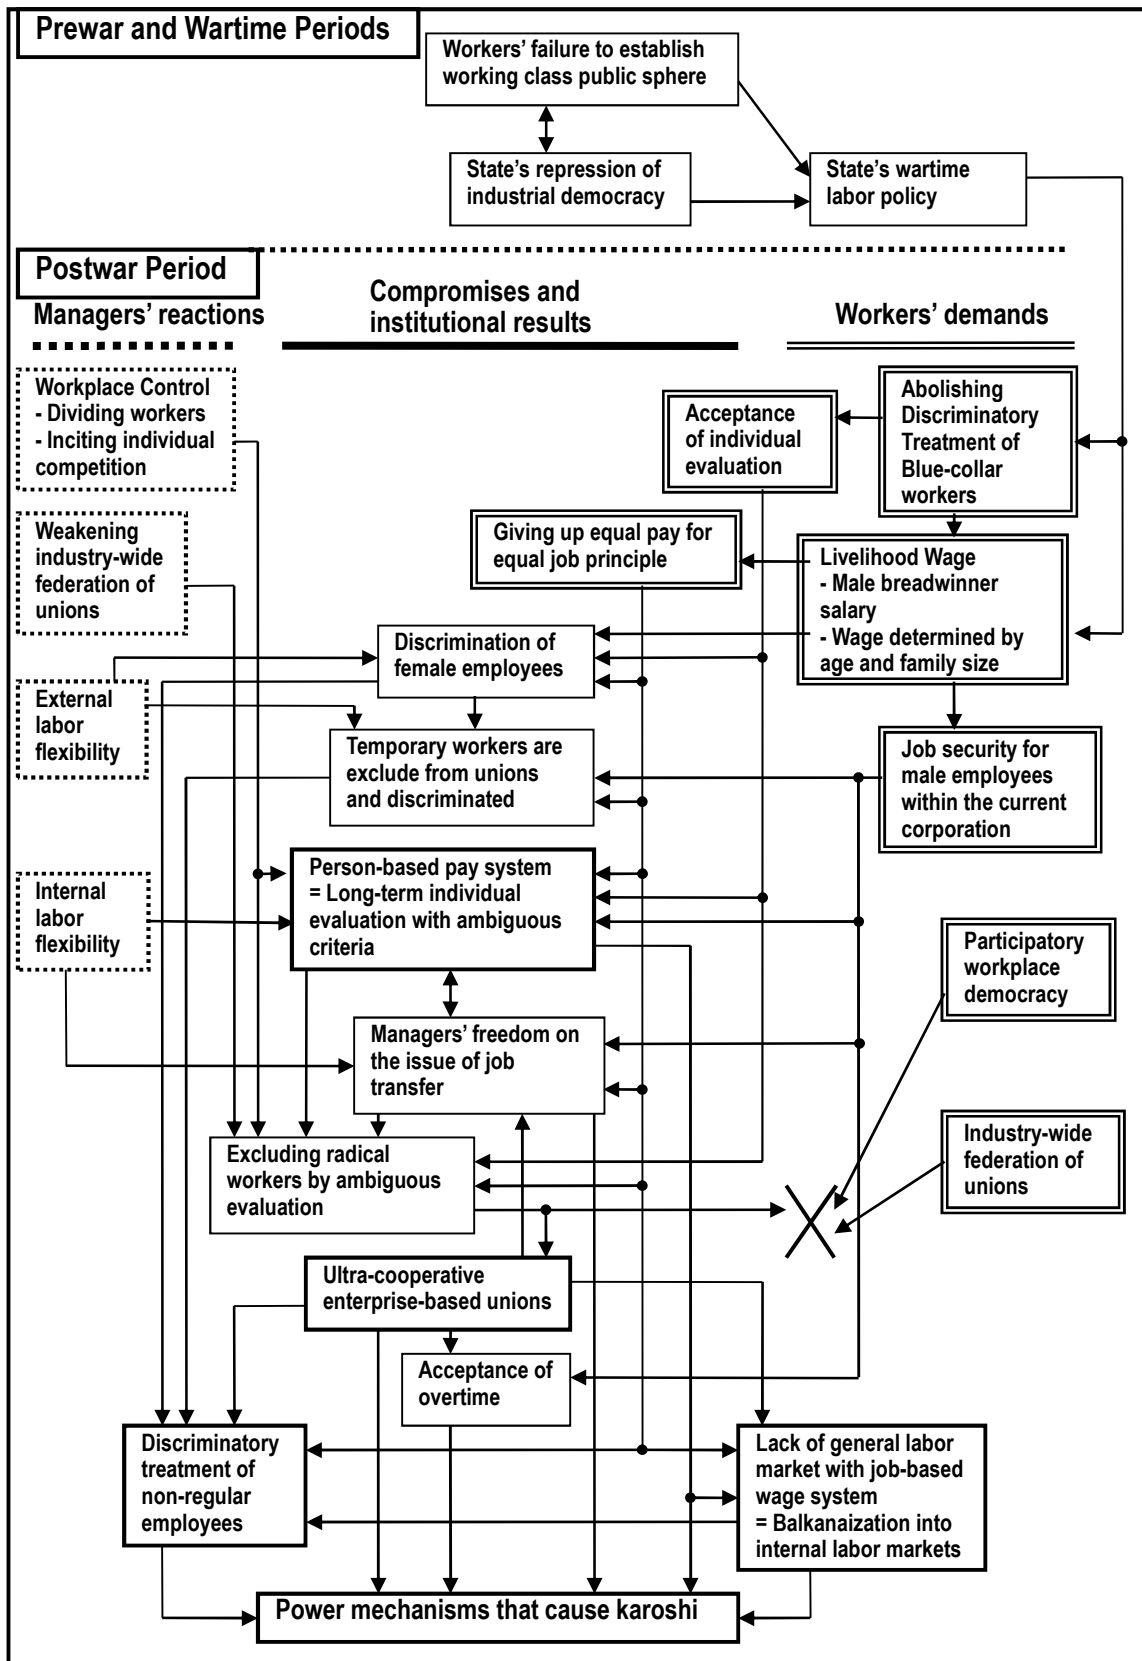 Prewar and Wartime Periods
Workers’ failure to establish
working class public sphere
State’s repression of
industrial democracy
State’s wartime
labor policy
Postwar Period
Managers’ reactions
Compromises and
institutional results
Workers’ demands
Workplace Control
- Dividing workers
- Inciting individual
competition
Acceptance
of individual
evaluation
Abolishing
Discriminatory
Treatment of
Blue-collar
workers
Weakening
industry-wide
federation of
unions
Giving up equal pay for
equal job principle
Livelihood Wage
- Male breadwinner
salary
- Wage determined by
age and family size
Discrimination of
female employees
External
labor
flexibility
Temporary workers are
exclude from unions
and discriminated
Job security for
male employees
within the current
corporation
Person-based pay system
= Long-term individual
evaluation with ambiguous
criteria
Internal
labor
flexibility
Participatory
workplace
democracy
Managers’ freedom on
the issue of job
transfer
Excluding radical
workers by ambiguous
evaluation
Industry-wide
federation of
unions
Ultra-cooperative
enterprise-based unions
Acceptance of
overtime
Discriminatory
treatment of
non-regular
employees
Lack of general labor
market with job-based
wage system
= Balkanaization into
internal labor markets
Power mechanisms that cause karoshi